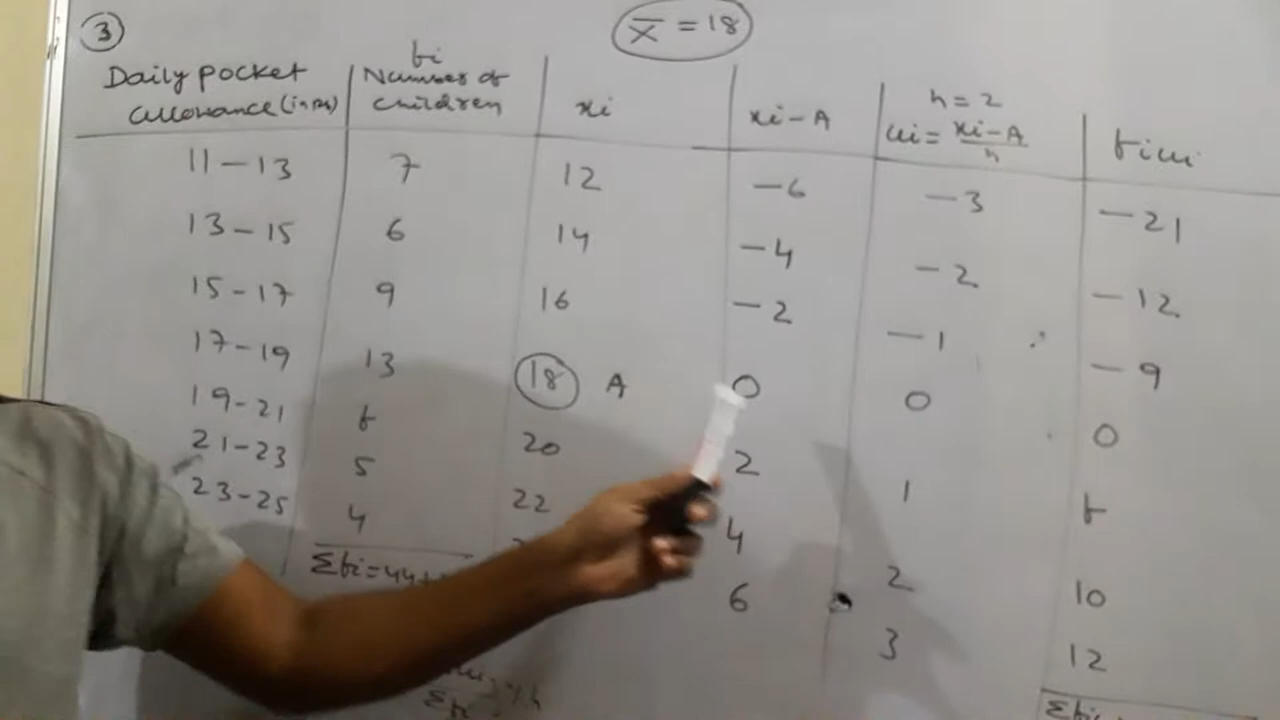 3
x̄ = 18
Daily pocket allowance (in Rs) | fi Number of children | xi | xi - A | h = 2 ui = xi - A / h | fiui
11 - 13 7 12 - 6 - 3 - 21
13 - 15 6 14 - 4 - 2 - 12
15 - 17 9 16 - 2 - 1 - 9
17 - 19 13 18 A 0 0 0
19 - 21 f 20 2 1 f
21 - 23 5 22 4 2 10
23 - 25 4 6 3 12
Σfi = 44 +
Σfi